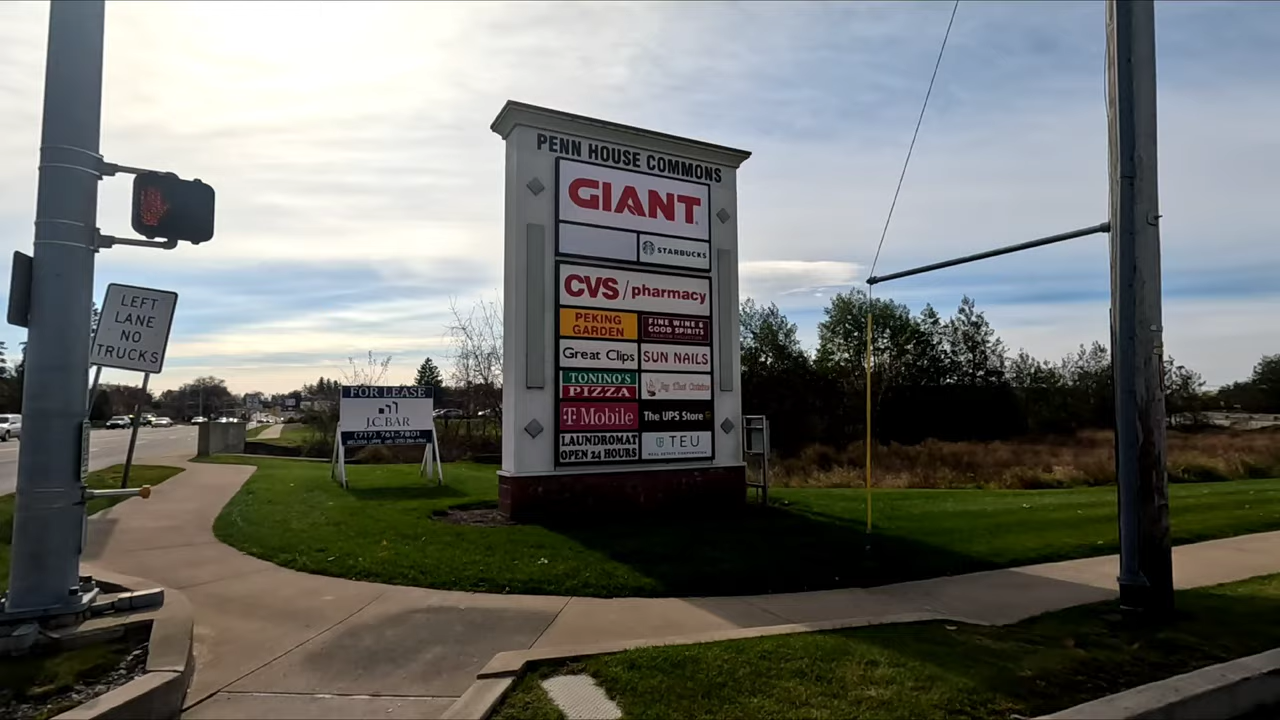 PENN HOUSE COMMONS
GIANT
STARBUCKS
CVS/pharmacy
PEKING
GARDEN
FINE WINE &
GOOD SPIRITS
Great Clips
SUN NAILS
TONINO'S
PIZZA
T Mobile
The UPS Store
LAUNDROMAT
OPEN 24 HOURS
TEU
LEFT
LANE
NO
TRUCKS
FOR LEASE
J.C.BAR
(717) 761-7801